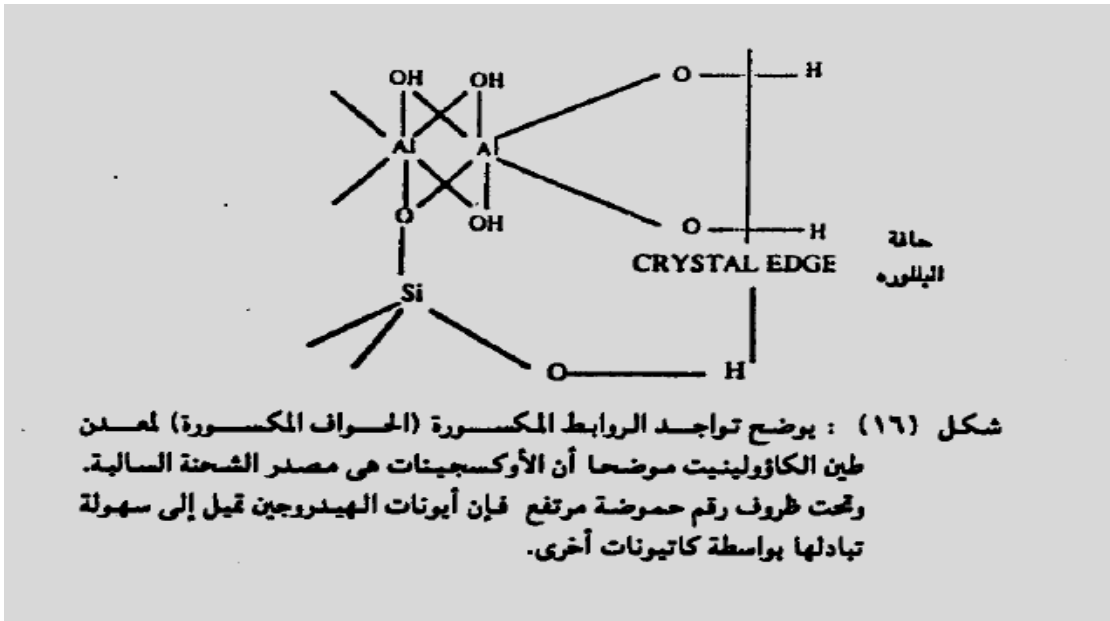 OH OH O H
Al Al
O OH O H
حافة
CRYSTAL EDGE
البللوره
Si
O H
شكل (١٦) : يوضح تواجد الروابط المكسورة (الحواف المكسورة) لمعدن
طين الكاؤولينيت موضحا أن الأوكسجينات هى مصدر الشحنة السالبة.
وتحت ظروف رقم حموضة مرتفع فإن أيونات الهيدروجين تميل إلى سهولة
تبادلها بواسطة كاتيونات أخرى.